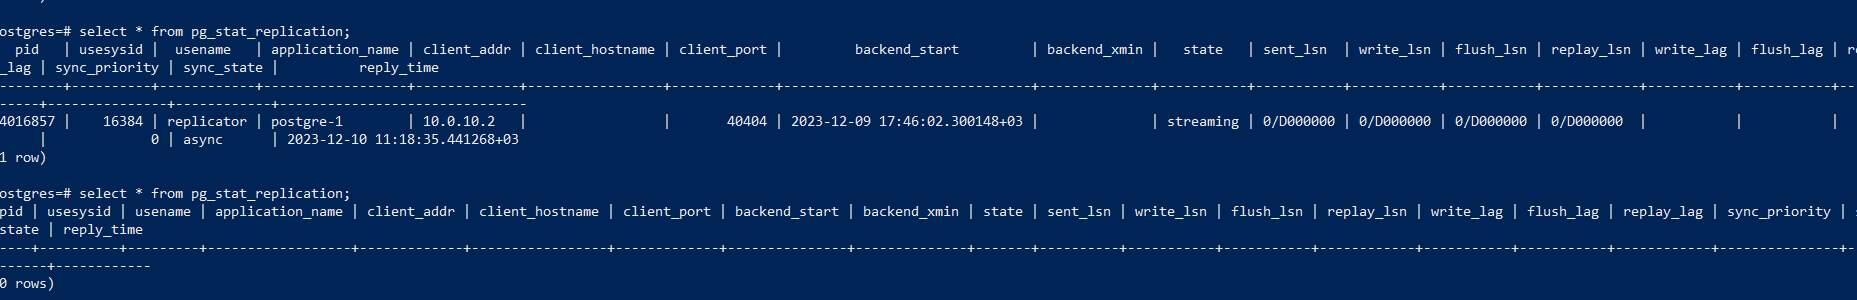 ostgres=# select * from pg_stat_replication;
  pid   | usesysid |  usename   | application_name | client_addr | client_hostname | client_port |         backend_start         | backend_xmin |   state   | sent_lsn  | write_lsn | flush_lsn | replay_lsn | write_lag | flush_lag | re
_lag | sync_priority | sync_state |          reply_time
--------+----------+------------+------------------+-------------+-----------------+-------------+-------------------------------+--------------+-----------+-----------+-----------+-----------+------------+-----------+-----------+--
-----+---------------+------------+-------------------------------
4016857 |    16384 | replicator | postgre-1        | 10.0.10.2   |                 |       40404 | 2023-12-09 17:46:02.300148+03 |              | streaming | 0/D000000 | 0/D000000 | 0/D000000 | 0/D000000  |           |           |
     |             0 | async      | 2023-12-10 11:18:35.441268+03
1 row)
ostgres=# select * from pg_stat_replication;
pid | usesysid | usename | application_name | client_addr | client_hostname | client_port | backend_start | backend_xmin | state | sent_lsn | write_lsn | flush_lsn | replay_lsn | write_lag | flush_lag | replay_lag | sync_priority |
state | reply_time
----+----------+---------+------------------+-------------+-----------------+-------------+---------------+--------------+-------+----------+-----------+-----------+------------+-----------+-----------+------------+---------------+-
------+------------
0 rows)